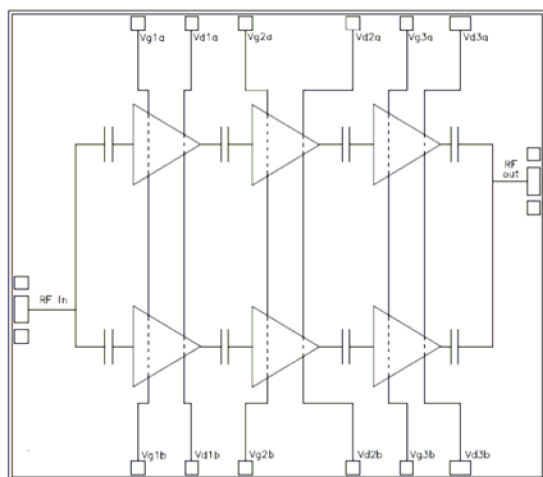 Vg1a Vd1a Vg2a Vd2a Vg3a Vd3a
RF
out
RF in
Vg1b Vd1b Vg2b Vd2b Vg3b Vd3b